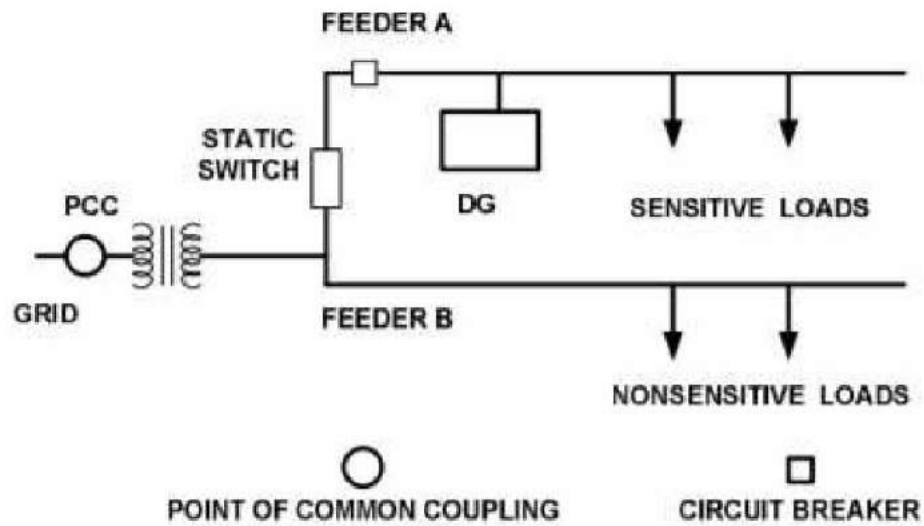 FEEDER A
STATIC
SWITCH
PCC
DG
SENSITIVE LOADS
GRID
FEEDER B
NONSENSITIVE LOADS
POINT OF COMMON COUPLING
CIRCUIT BREAKER